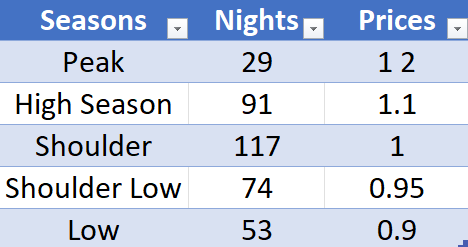 Seasons Nights Prices
Peak 29 1 2
High Season 91 1.1
Shoulder 117 1
Shoulder Low 74 0.95
Low 53 0.9